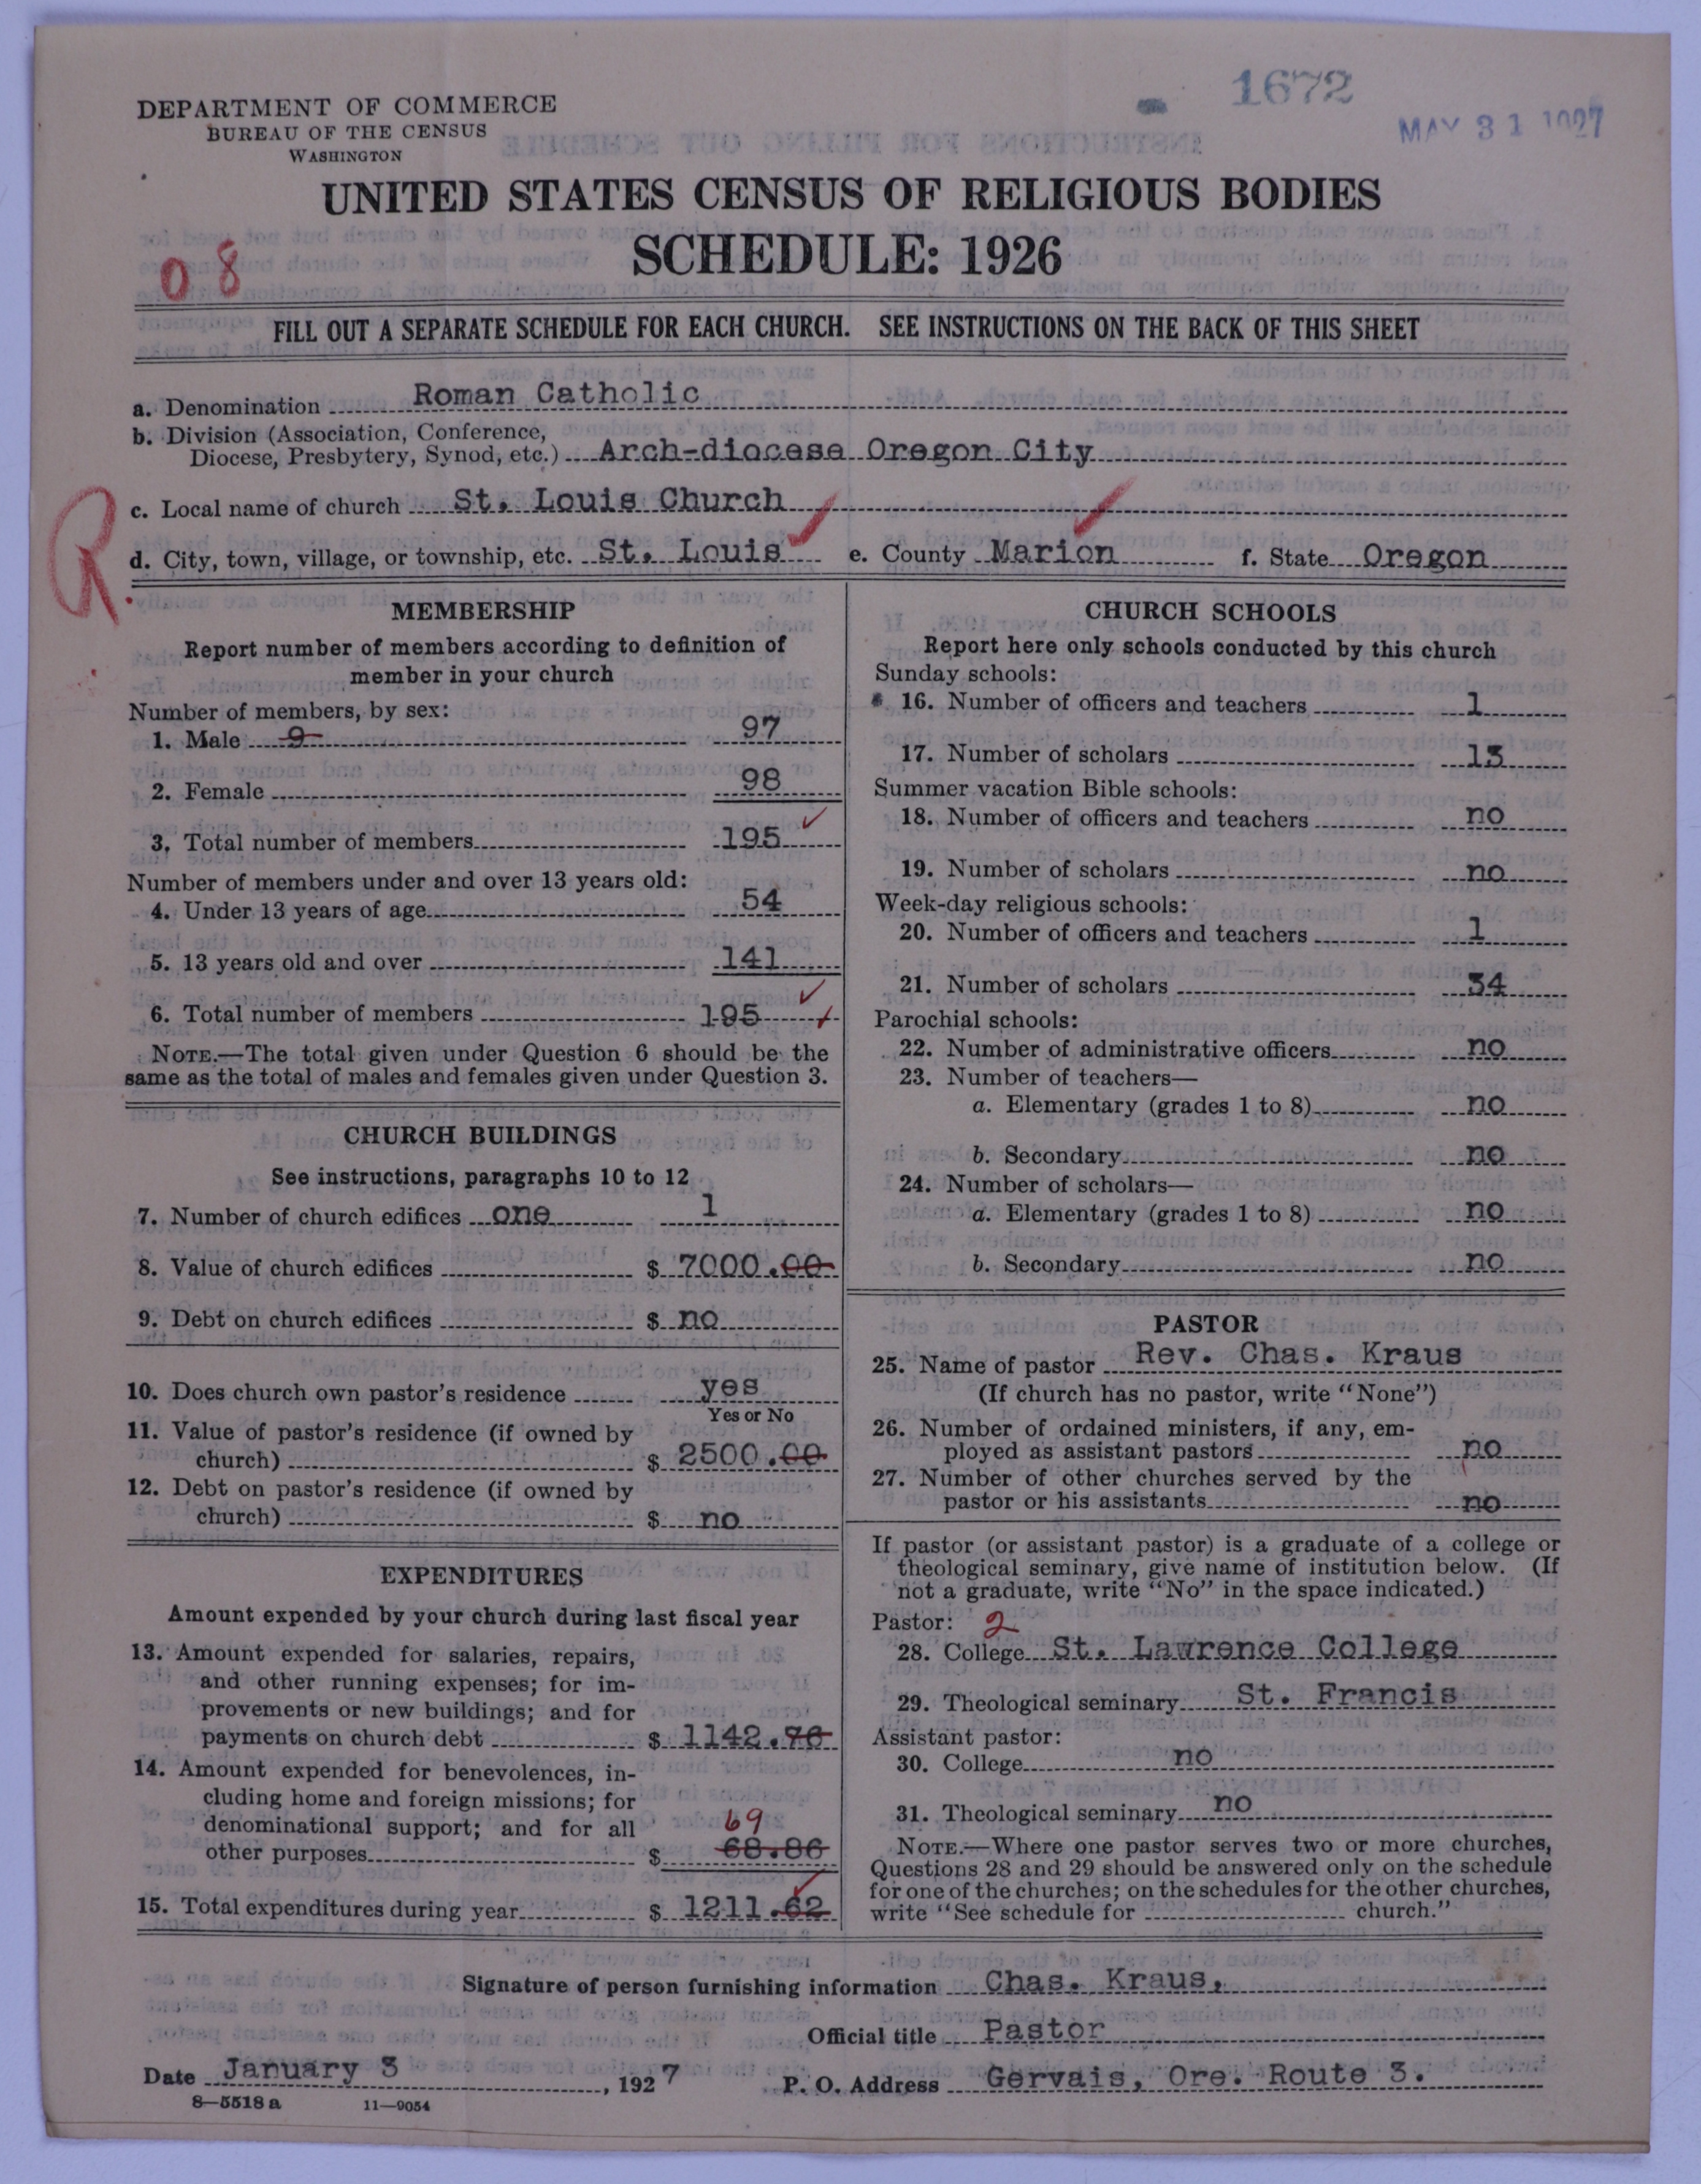 1672
MAY 31 1927
DEPARTMENT OF COMMERCE
BUREAU OF THE CENSUS
WASHINGTON
UNITED STATES CENSUS OF RELIGIOUS BODIES
SCHEDULE: 1926
08
FILL OUT A SEPARATE SCHEDULE FOR EACH CHURCH. SEE INSTRUCTIONS ON THE BACK OF THIS SHEET
a. Denomination Roman Catholic
b. Division (Association, Conference,
Diocese, Presbytery, Synod, etc.) Arch-diocese Oregon City
c. Local name of church St. Louis Church
R.
d. City, town, village, or township, etc. St. Louis e. County Marion f. State Oregon
MEMBERSHIP
Report number of members according to definition of
member in your church
Number of members, by sex:
1. Male 9 97
2. Female 98
3. Total number of members 195
Number of members under and over 13 years old:
4. Under 13 years of age 54
5. 13 years old and over 141
6. Total number of members 195
NOTE.—The total given under Question 6 should be the
same as the total of males and females given under Question 3.
CHURCH BUILDINGS
See instructions, paragraphs 10 to 12
7. Number of church edifices one 1
8. Value of church edifices $ 7000.00
9. Debt on church edifices $ no
10. Does church own pastor's residence yes
Yes or No
11. Value of pastor's residence (if owned by
church) $ 2500.00
12. Debt on pastor's residence (if owned by
church) $ no
EXPENDITURES
Amount expended by your church during last fiscal year
13. Amount expended for salaries, repairs,
and other running expenses; for im-
provements or new buildings; and for
payments on church debt $ 1142.76
14. Amount expended for benevolences, in-
cluding home and foreign missions; for
denominational support; and for all 69
other purposes $ 68.86
15. Total expenditures during year $ 1211.62
CHURCH SCHOOLS
Report here only schools conducted by this church
Sunday schools:
16. Number of officers and teachers 1
17. Number of scholars 13
Summer vacation Bible schools:
18. Number of officers and teachers no
19. Number of scholars no
Week-day religious schools:
20. Number of officers and teachers 1
21. Number of scholars 34
Parochial schools:
22. Number of administrative officers no
23. Number of teachers—
a. Elementary (grades 1 to 8) no
b. Secondary no
24. Number of scholars—
a. Elementary (grades 1 to 8) no
b. Secondary no
PASTOR
25. Name of pastor Rev. Chas. Kraus
(If church has no pastor, write "None")
26. Number of ordained ministers, if any, em-
ployed as assistant pastors no
27. Number of other churches served by the
pastor or his assistants no
If pastor (or assistant pastor) is a graduate of a college or
theological seminary, give name of institution below. (If
not a graduate, write "No" in the space indicated.)
Pastor: 2
28. College St. Lawrence College
29. Theological seminary St. Francis
Assistant pastor:
30. College no
31. Theological seminary no
NOTE.—Where one pastor serves two or more churches,
Questions 28 and 29 should be answered only on the schedule
for one of the churches; on the schedules for the other churches,
write "See schedule for church."
Signature of person furnishing information Chas. Kraus,
Official title Pastor
Date January 3, 1927 P. O. Address Gervais, Ore. Route 3.
8—5518 a 11—9054